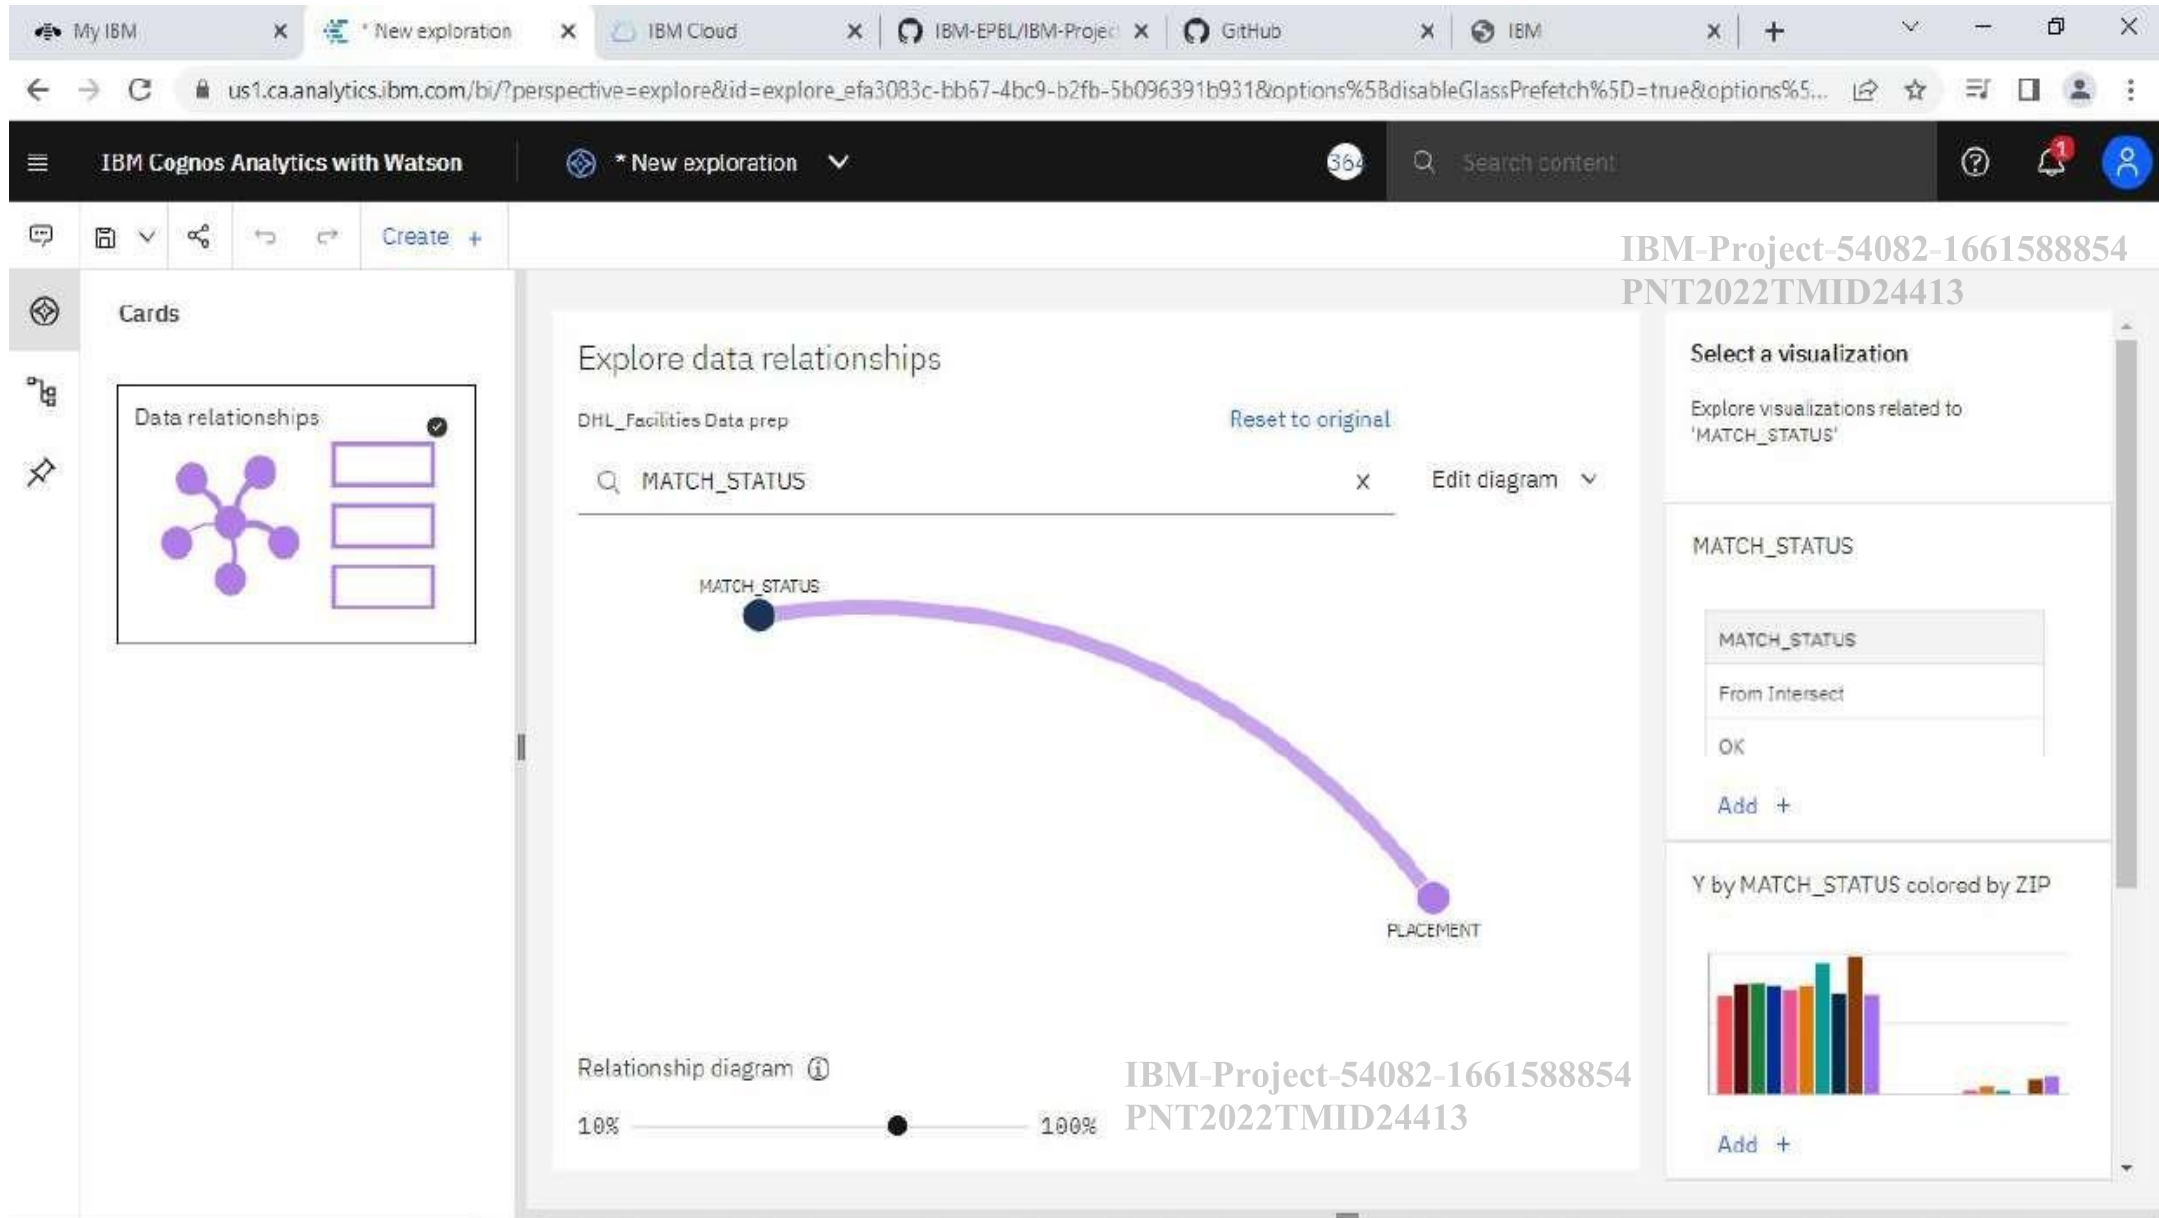 My IBM
* New exploration
IBM Cloud
IBM-EPBL/IBM-Projec
GitHub
IBM
us1.ca.analytics.ibm.com/bi/?perspective=explore&id=explore_efa3083c-bb67-4bc9-b2fb-5b096391b931&options%5BdisableGlassPrefetch%5D=true&options%5...
IBM Cognos Analytics with Watson
* New exploration
364
Search content
1
Create +
IBM-Project-54082-1661588854
PNT2022TMID24413
Cards
Data relationships
Explore data relationships
DHL_Facilities Data prep
Reset to original
MATCH_STATUS
Edit diagram
MATCH_STATUS
PLACEMENT
Relationship diagram
10%
100%
IBM-Project-54082-1661588854
PNT2022TMID24413
Select a visualization
Explore visualizations related to
'MATCH_STATUS'
MATCH_STATUS
MATCH_STATUS
From Intersect
OK
Add +
Y by MATCH_STATUS colored by ZIP
Add +